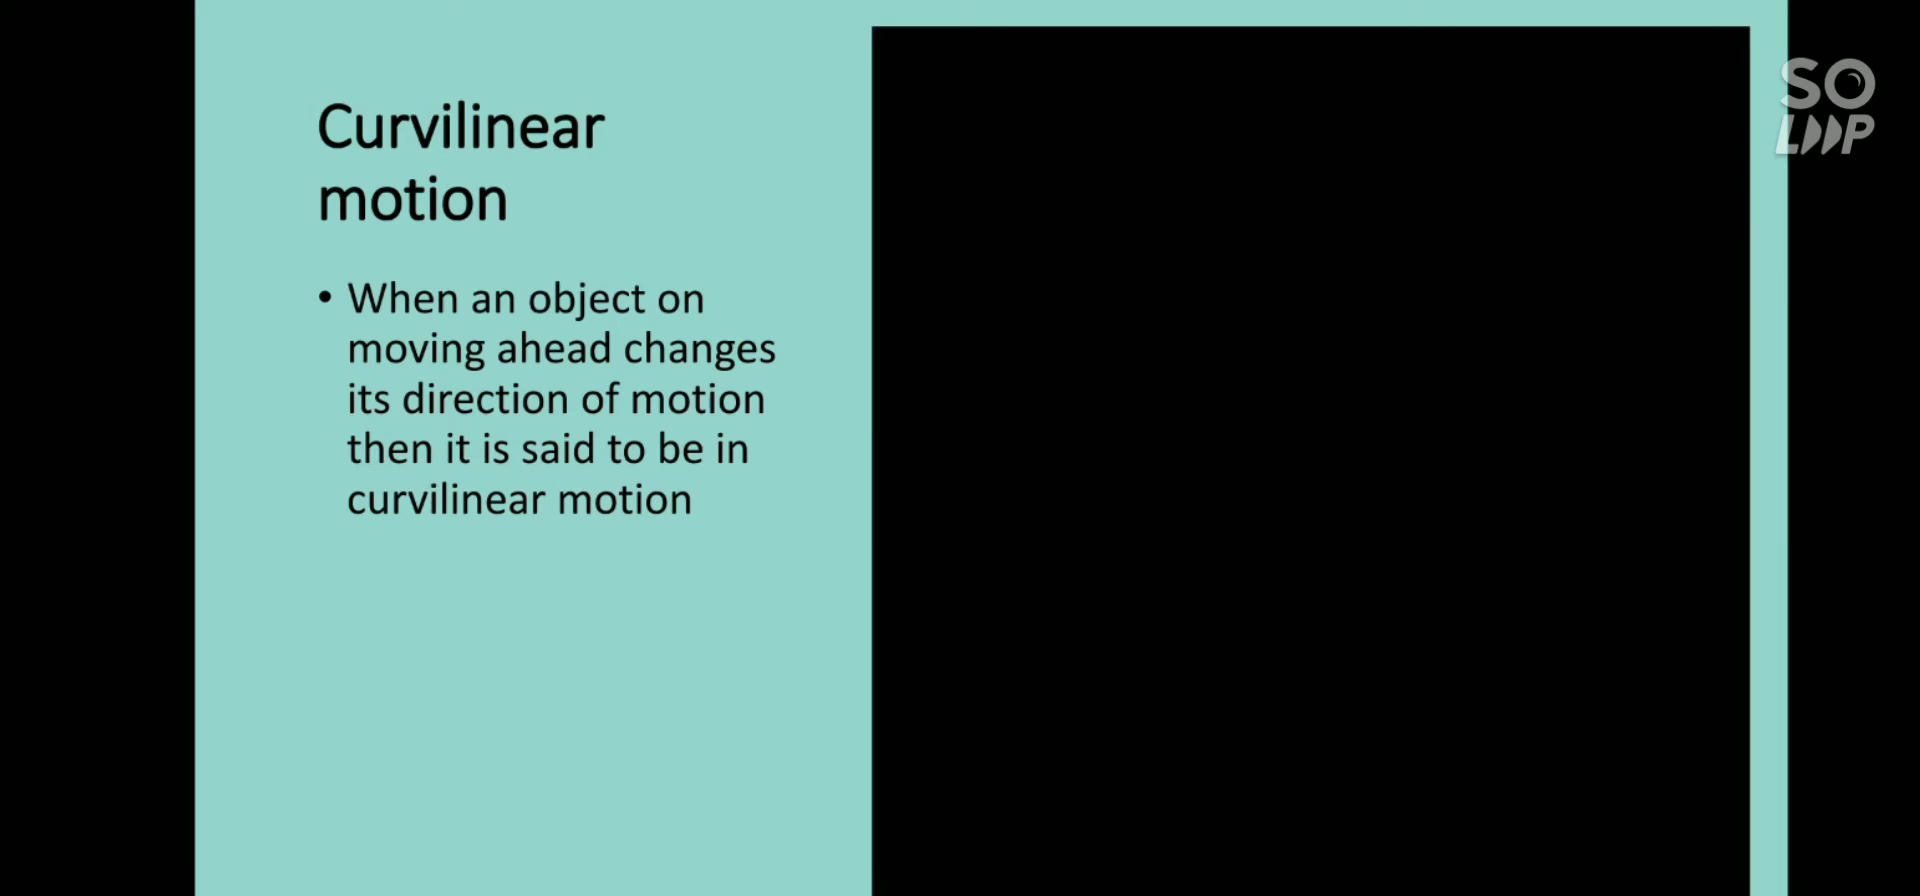 Curvilinear
motion
• When an object on
moving ahead changes
its direction of motion
then it is said to be in
curvilinear motion
SO
LOOP